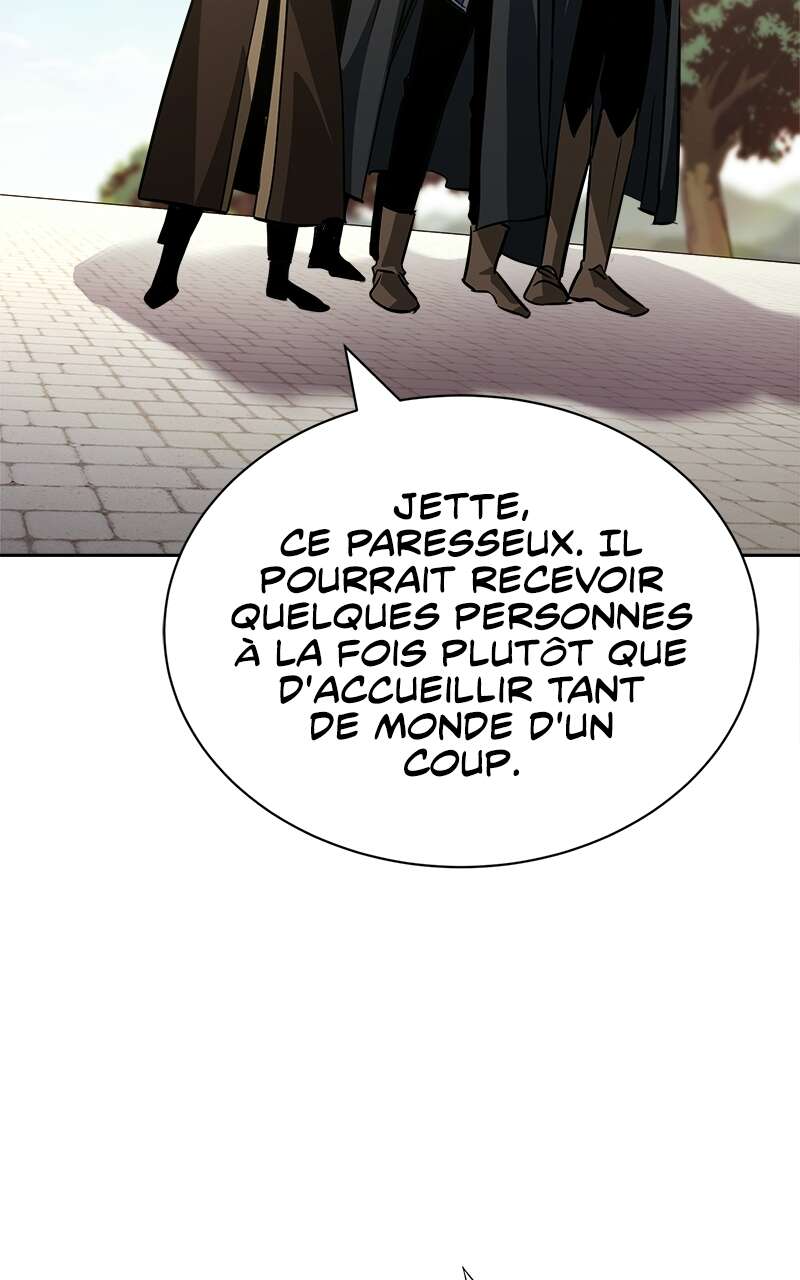 JETTE,
CE PARESSEUX. IL
POURRAIT RECEVOIR
QUELQUES PERSONNES
À LA FOIS PLUTÔT QUE
D'ACCUEILLIR TANT
DE MONDE D'UN
COUP.